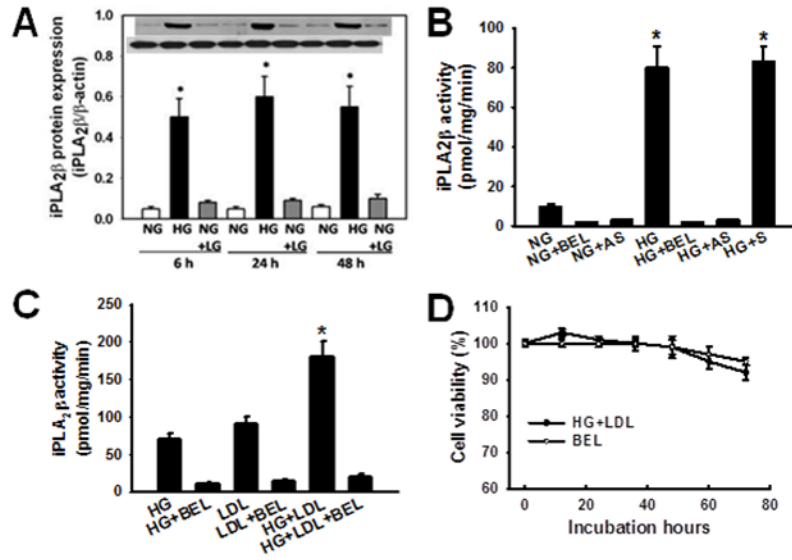 A
iPLA₂β protein expression
(iPLA₂β/β-actin)
1.0
0.8
0.6
0.4
0.2
0.0
* * *
NG HG NG NG HG NG NG HG NG
+LG +LG +LG
6 h 24 h 48 h
B
iPLA2β activity
(pmol/mg/min)
100
80
60
40
20
0
* *
NG NG+BEL NG+AS HG HG+BEL HG+AS HG+S
C
iPLA₂β activity
(pmol/mg/min)
250
200
150
100
50
0
*
HG HG+BEL LDL LDL+BEL HG+LDL HG+LDL+BEL
D
Cell viability (%)
110
100
90
80
70
60
HG+LDL
BEL
0 20 40 60 80
Incubation hours